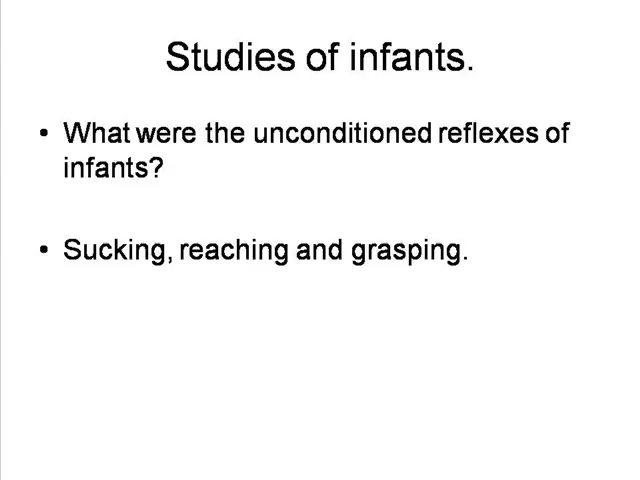 Studies of infants.
• What were the unconditioned reflexes of
infants?
• Sucking, reaching and grasping.